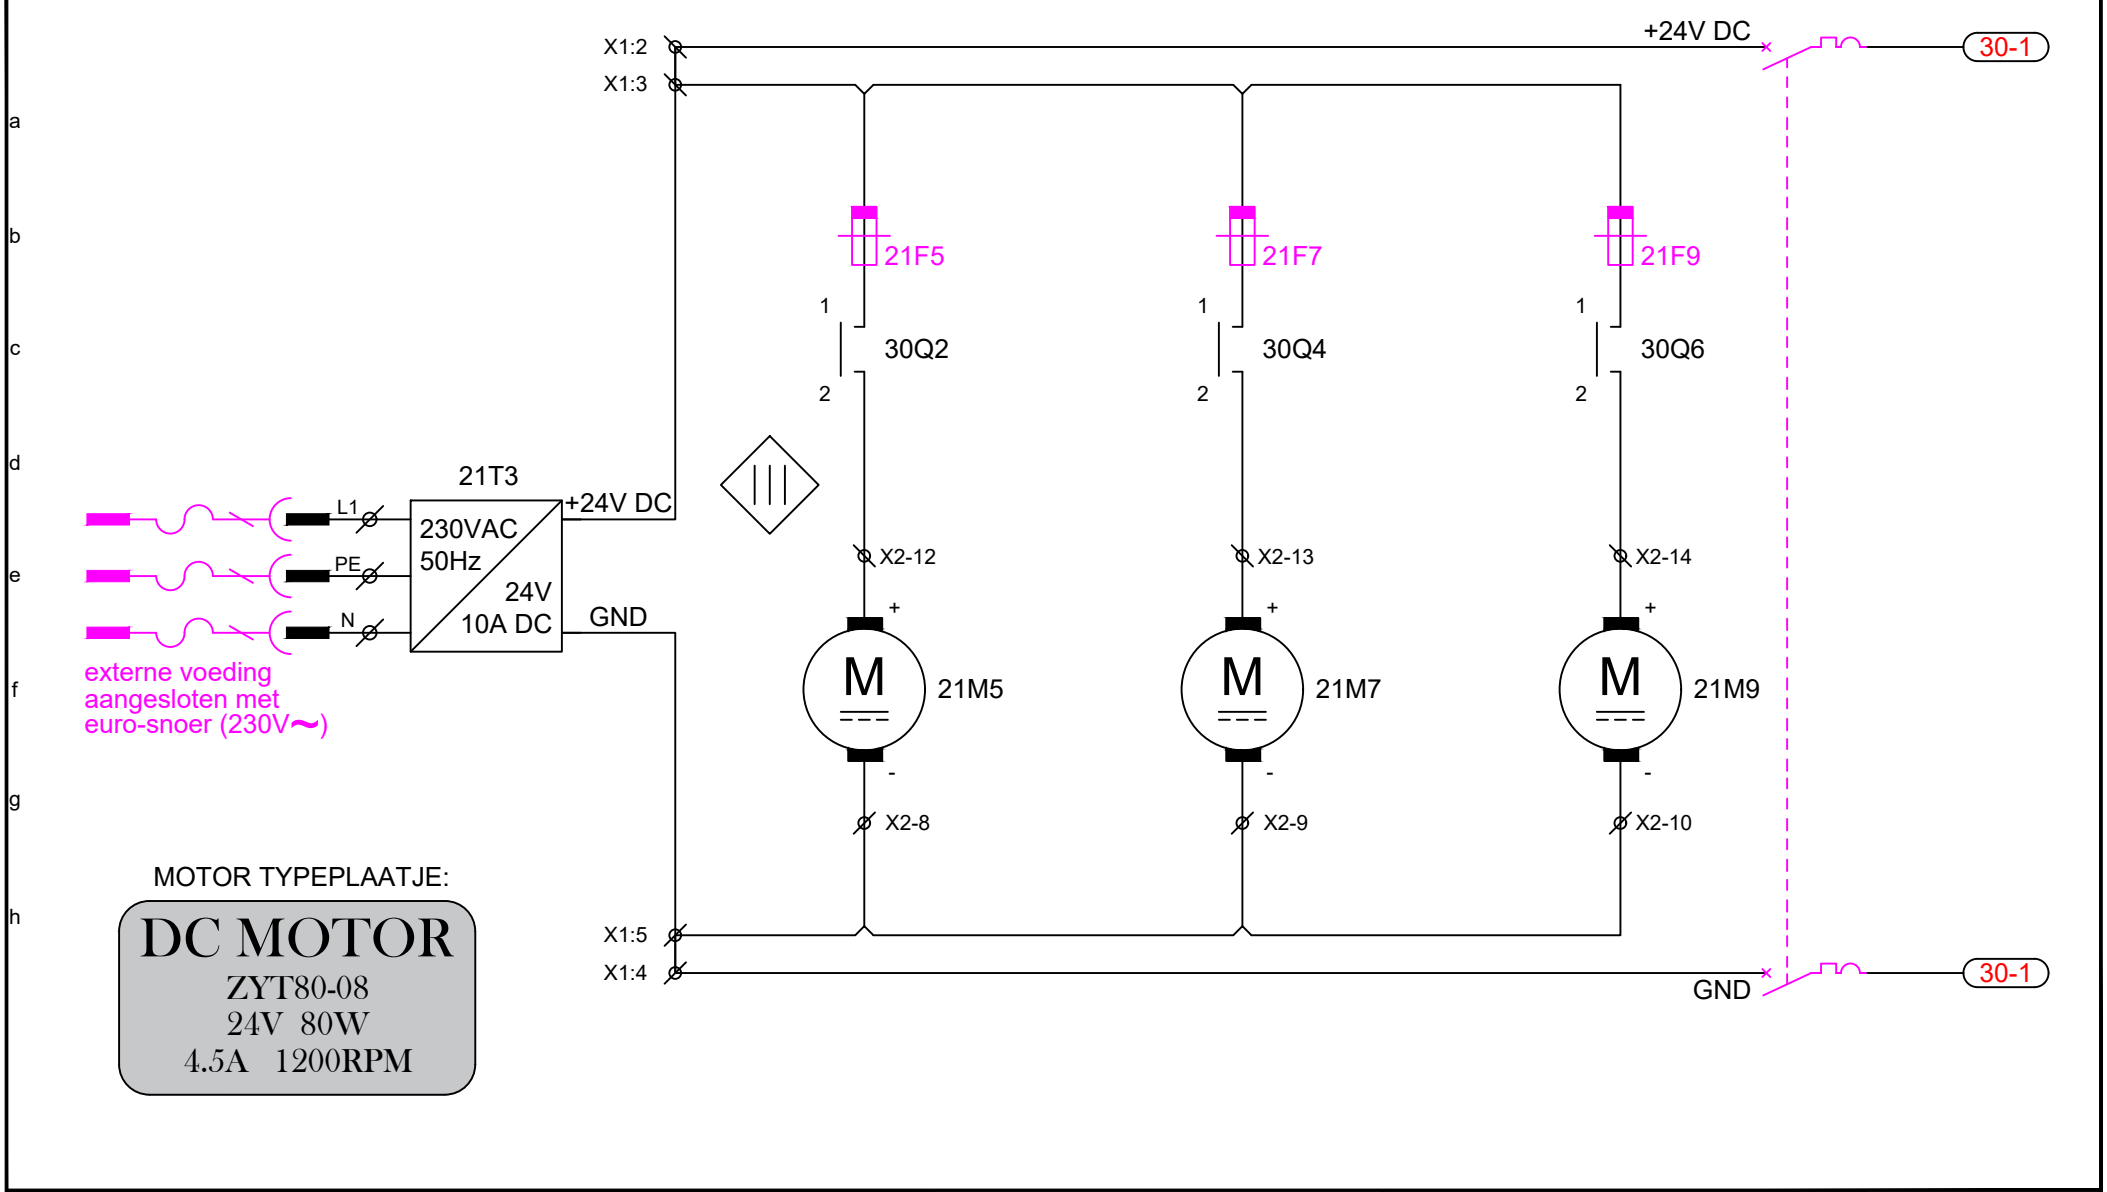 X1:2
+24V DC
30-1
X1:3
a
b
21F5
21F7
21F9
1
1
1
c
30Q2
30Q4
30Q6
2
2
2
d
21T3
+24V DC
L1
230VAC
50Hz
PE
e
X2-12
X2-13
X2-14
24V
10A DC
N
GND
+
+
+
externe voeding
aangesloten met
euro-snoer (230V~)
f
M
21M5
M
21M7
M
21M9
-
-
-
g
X2-8
X2-9
X2-10
MOTOR TYPEPLAATJE:
h
DC MOTOR
ZYT80-08
24V 80W
4.5A 1200RPM
X1:5
X1:4
GND
30-1